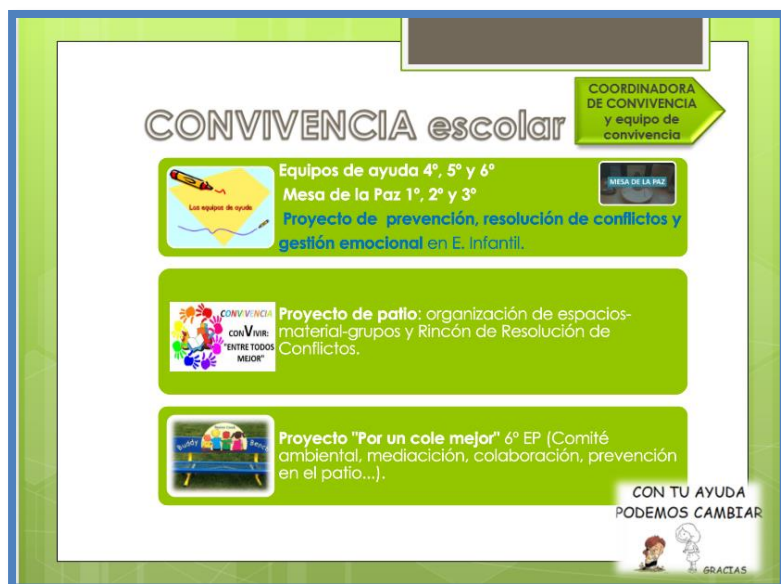 COORDINADORA
DE CONVIVENCIA
y equipo de
convivencia
CONVIVENCIA escolar
Los equipos de ayuda
Equipos de ayuda 4º, 5º y 6º
Mesa de la Paz 1º, 2º y 3º
Proyecto de prevención, resolución de conflictos y
gestión emocional en E. Infantil.
MESA DE LA PAZ
CONVIVENCIA
CONVIVIR:
"ENTRE TODOS
MEJOR"
Proyecto de patio: organización de espacios-
material-grupos y Rincón de Resolución de
Conflictos.
Buddy Bench
Proyecto "Por un cole mejor" 6º EP (Comité
ambiental, mediacición, colaboración, prevención
en el patio...).
CON TU AYUDA
PODEMOS CAMBIAR
GRACIAS